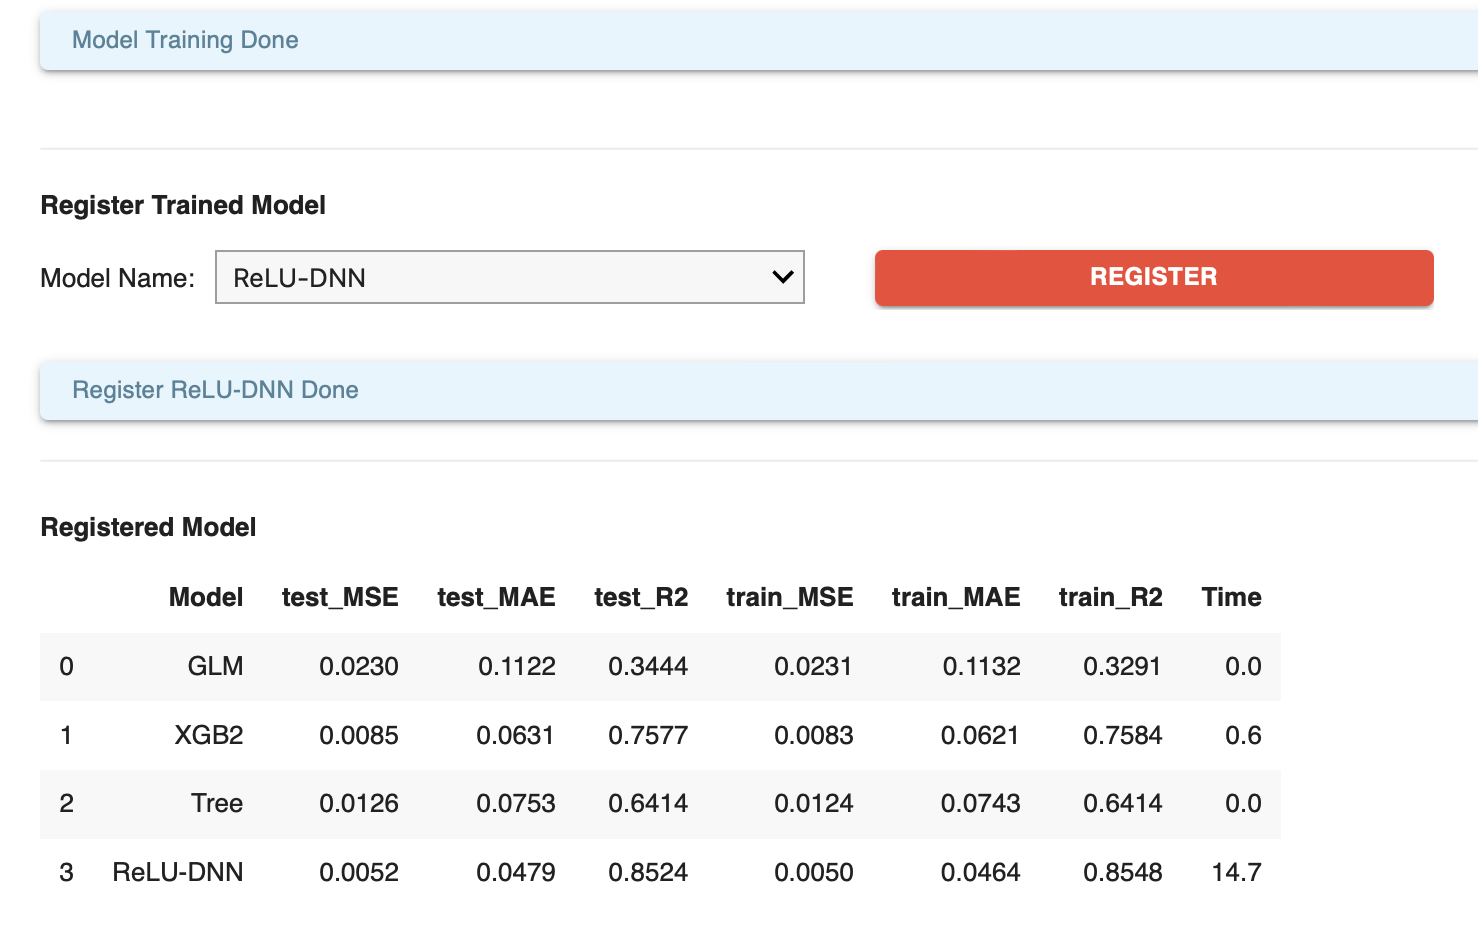 Model Training Done
Register Trained Model
Model Name: ReLU-DNN REGISTER
Register ReLU-DNN Done
Registered Model
Model test_MSE test_MAE test_R2 train_MSE train_MAE train_R2 Time
0 GLM 0.0230 0.1122 0.3444 0.0231 0.1132 0.3291 0.0
1 XGB2 0.0085 0.0631 0.7577 0.0083 0.0621 0.7584 0.6
2 Tree 0.0126 0.0753 0.6414 0.0124 0.0743 0.6414 0.0
3 ReLU-DNN 0.0052 0.0479 0.8524 0.0050 0.0464 0.8548 14.7